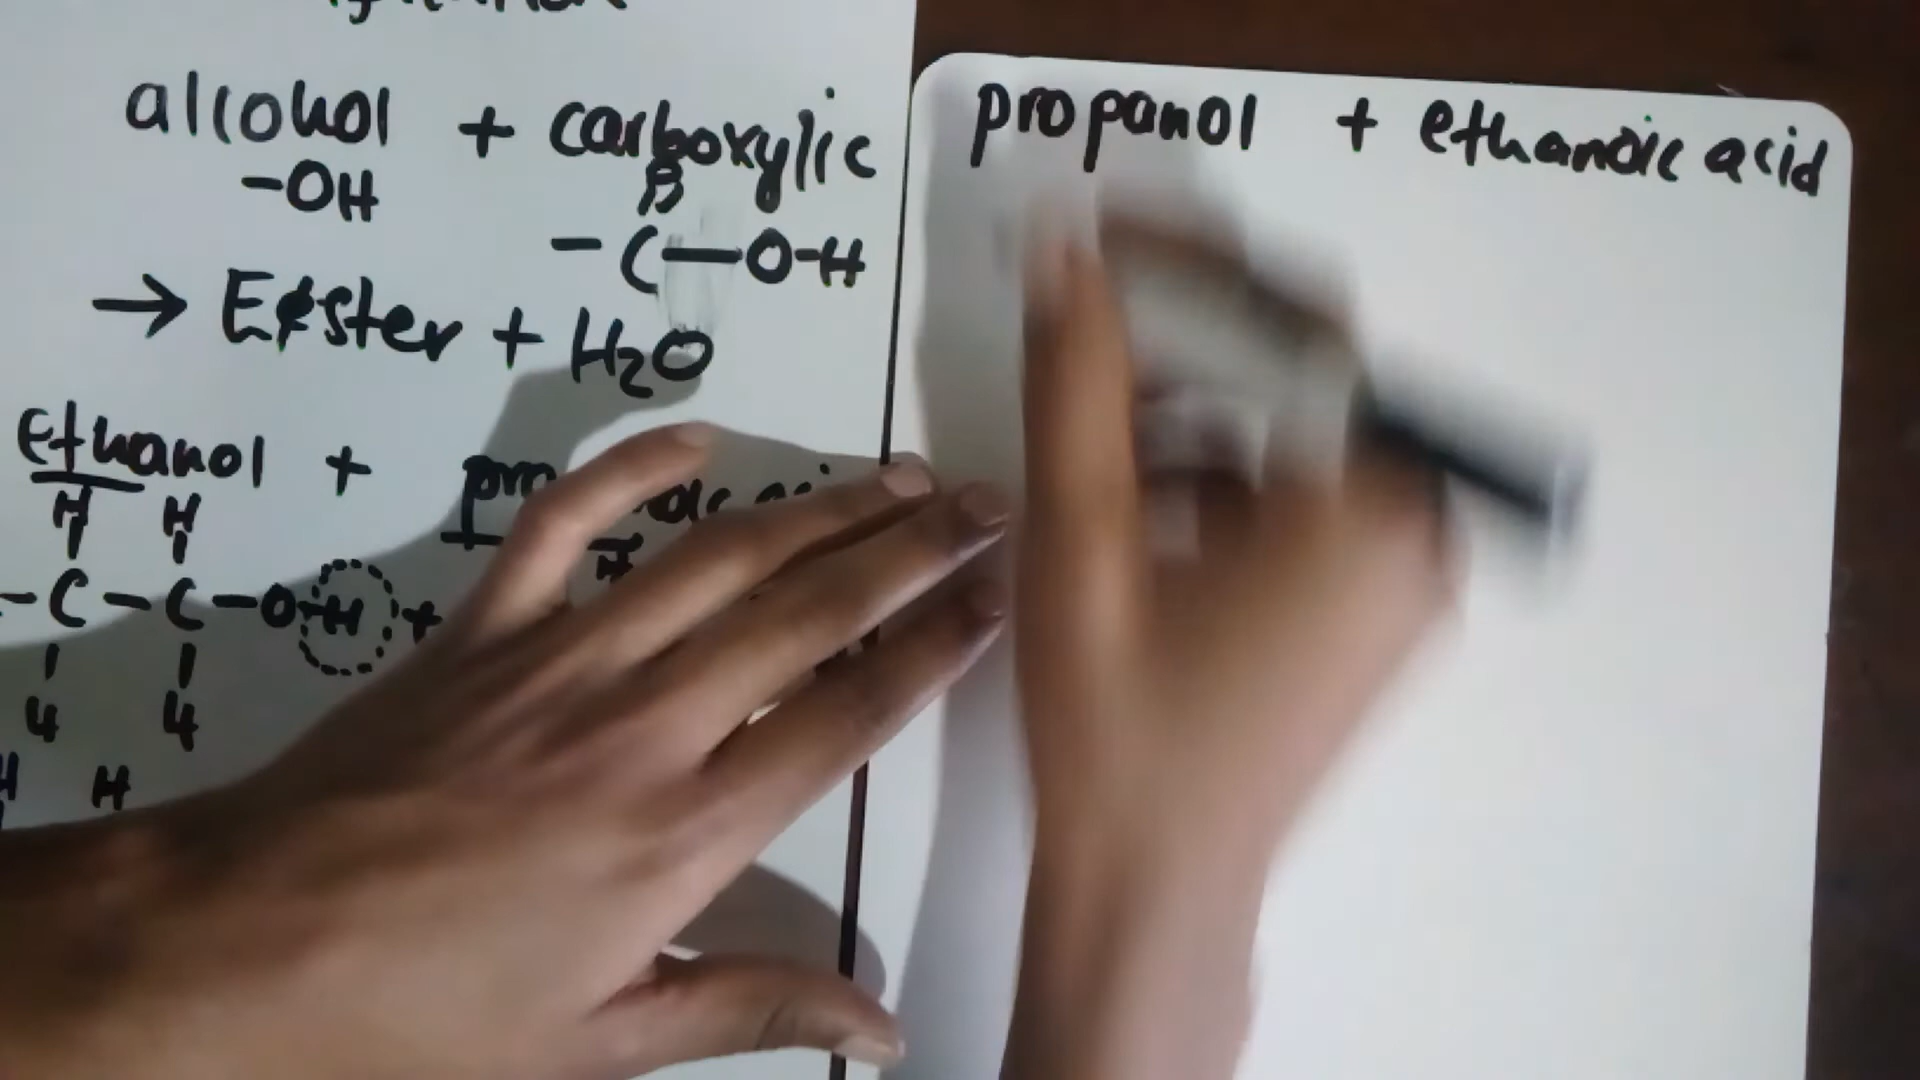 alcohol + carboxylic
-OH
- C - O - H
→ Ester + H2O
Ethanol +
H H
- C - C - O - H +
H H
H H
propanol + ethanoic acid